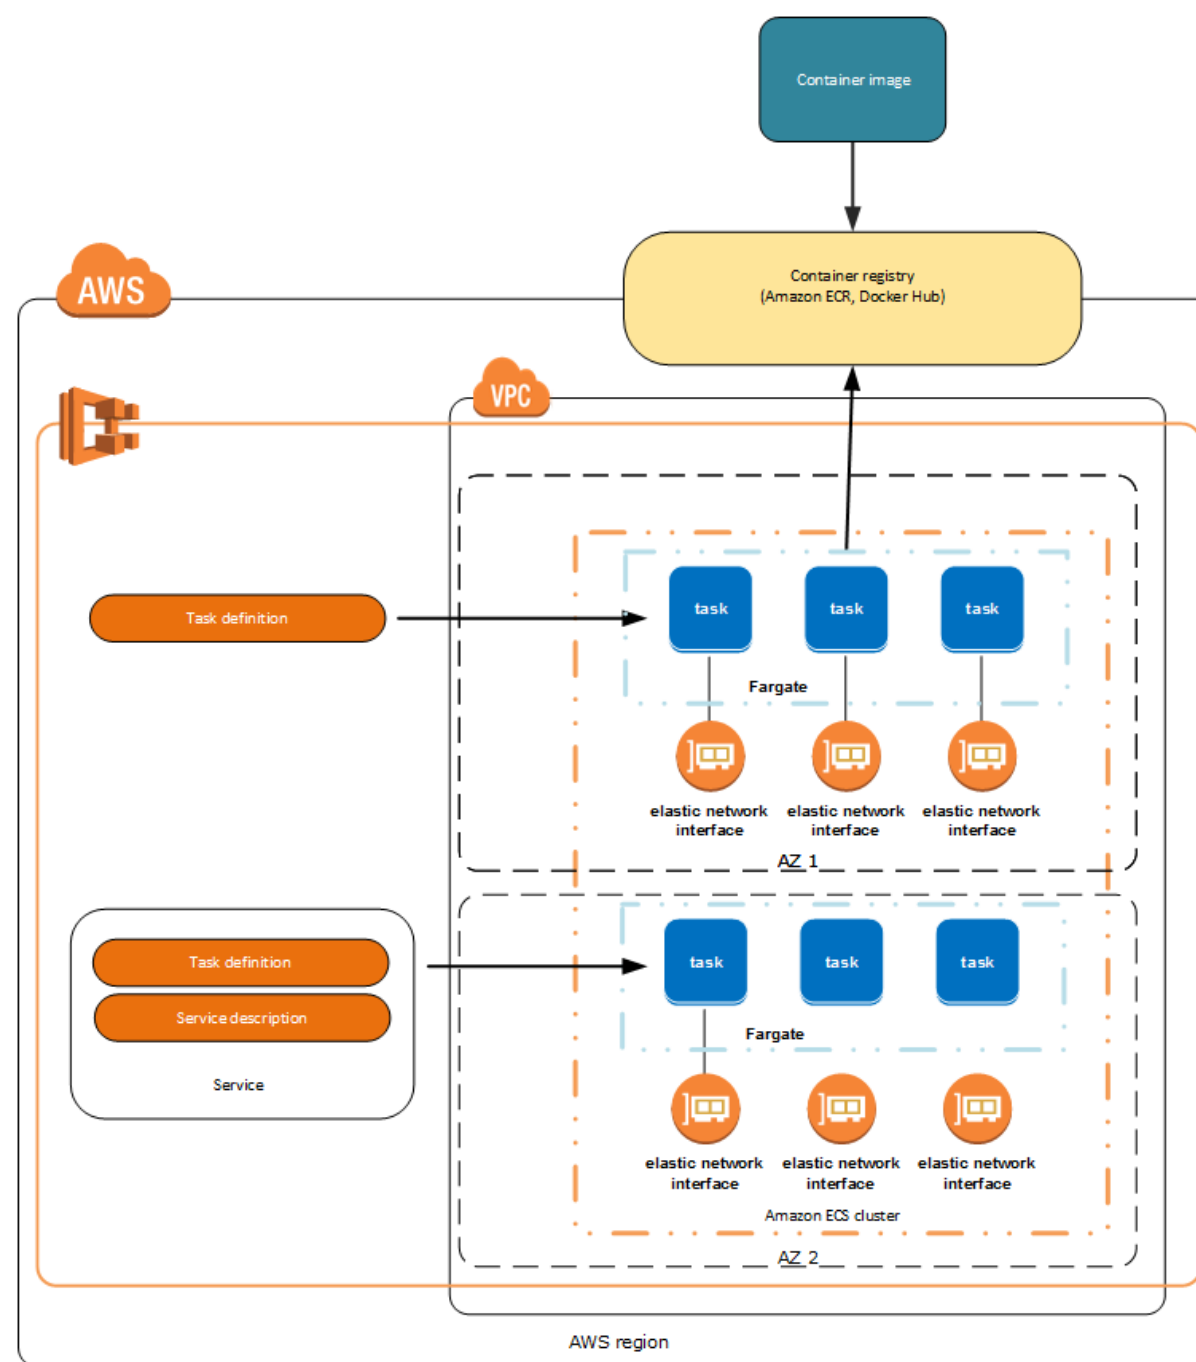 Container image
Container registry
(Amazon ECR, Docker Hub)
AWS
VPC
Task definition
task
task
task
Fargate
elastic network
interface
elastic network
interface
elastic network
interface
AZ 1
Task definition
Service description
Service
task
task
task
Fargate
elastic network
interface
elastic network
interface
elastic network
interface
Amazon ECS cluster
AZ 2
AWS region